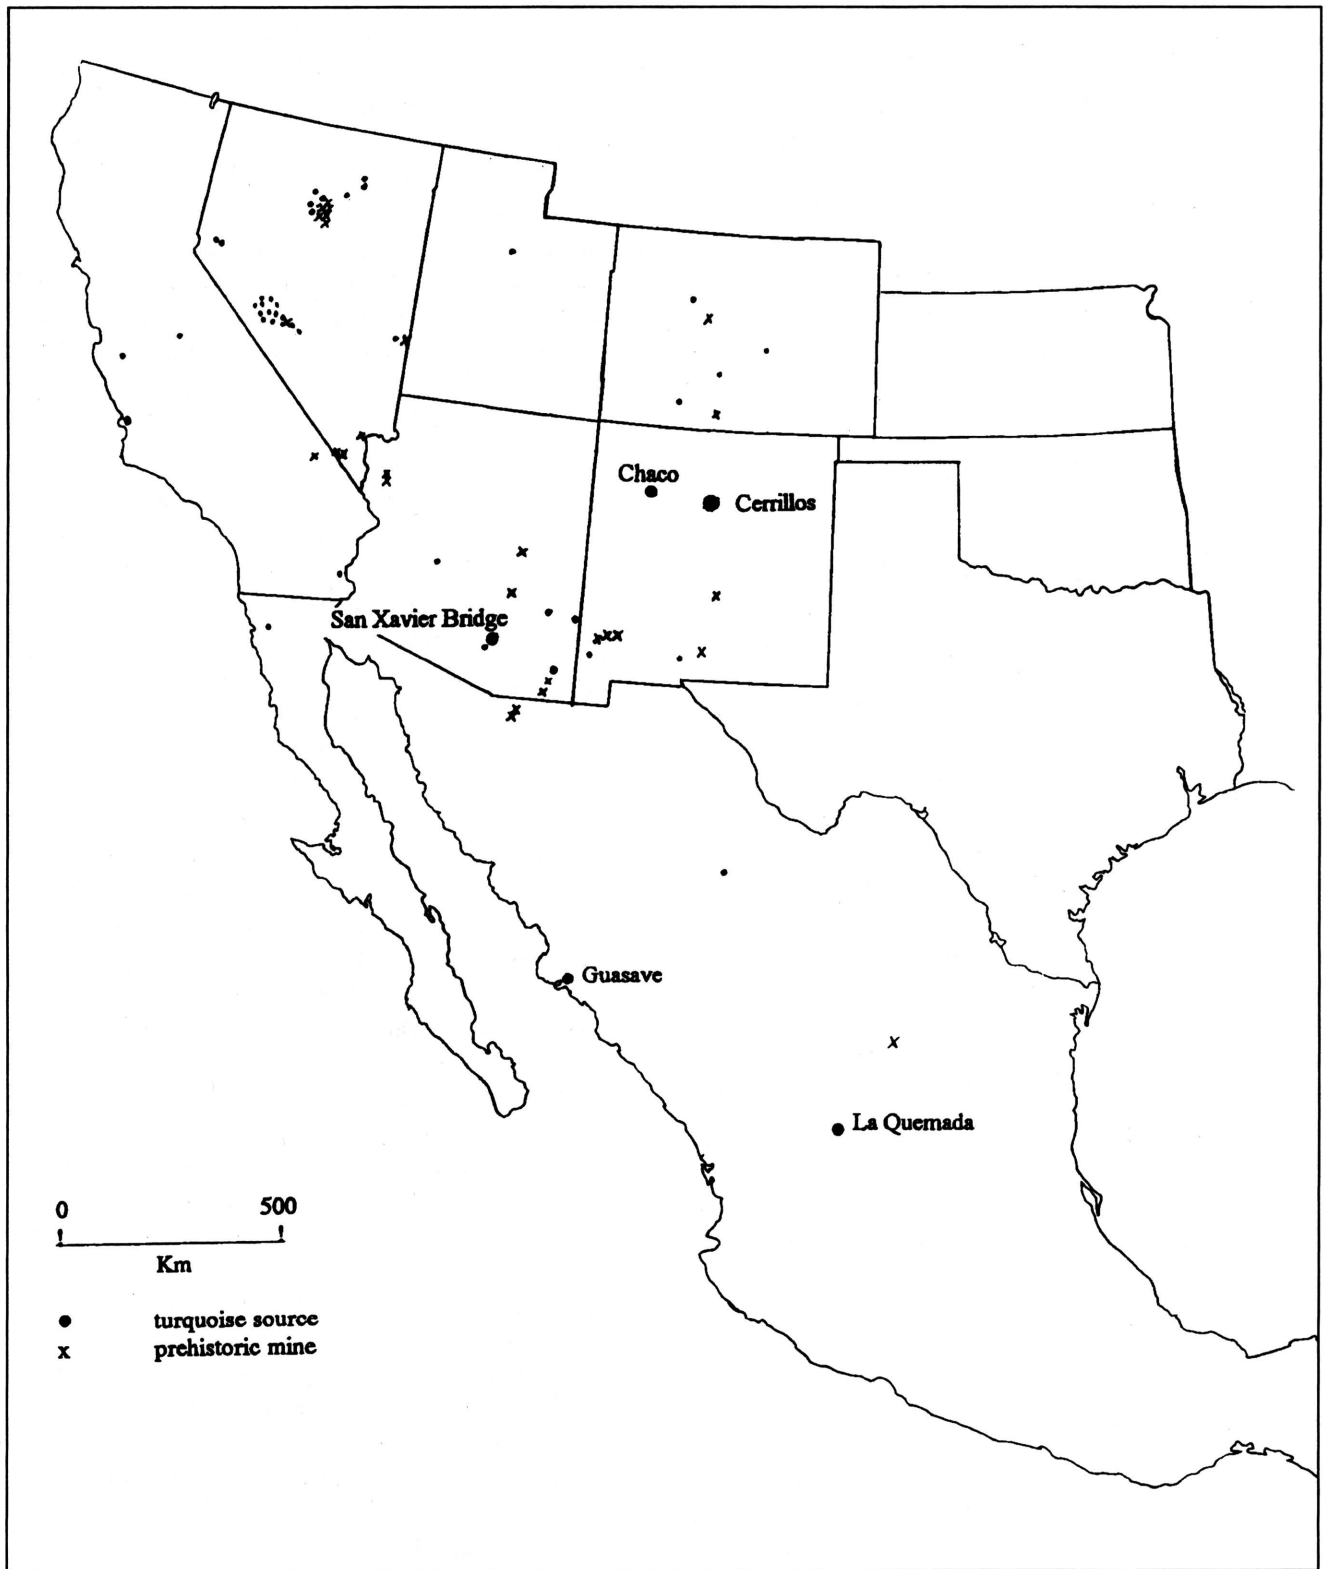 Chaco
Cerrillos
San Xavier Bridge
Guasave
La Quemada
0 500
Km
turquoise source
x prehistoric mine